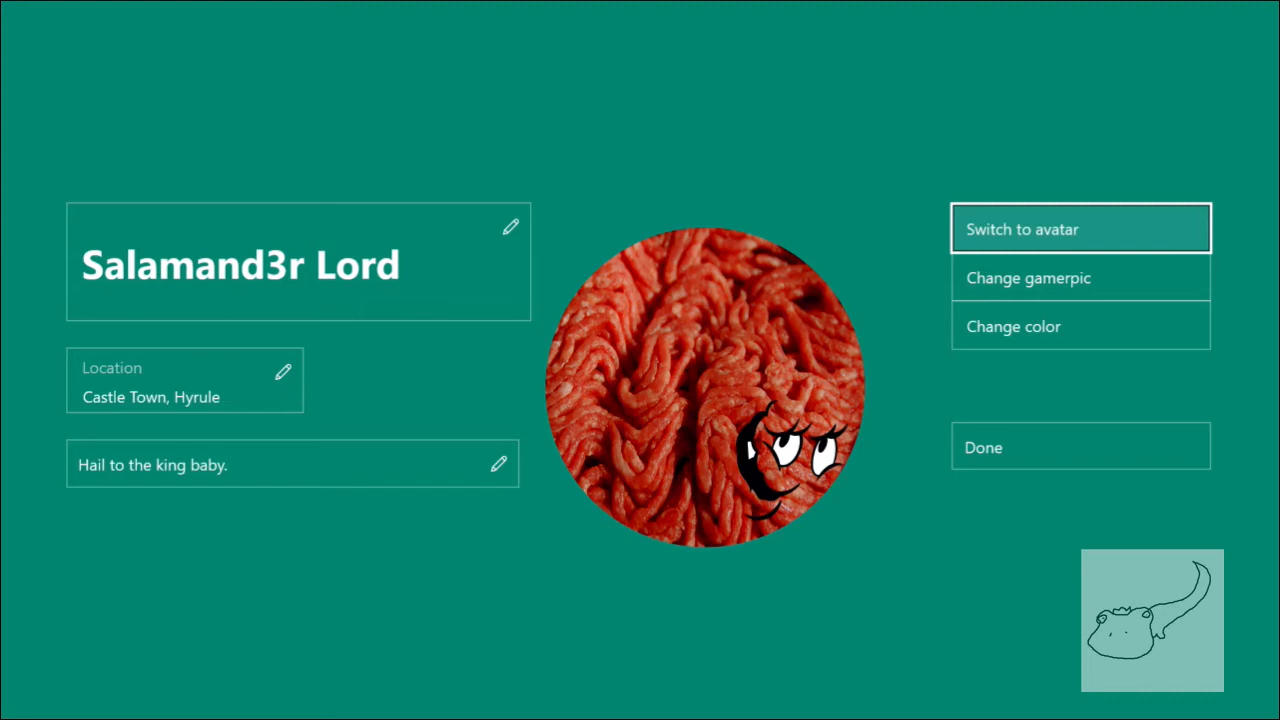 Salamand3r Lord
Location
Castle Town, Hyrule
Hail to the king baby.
Switch to avatar
Change gamerpic
Change color
Done